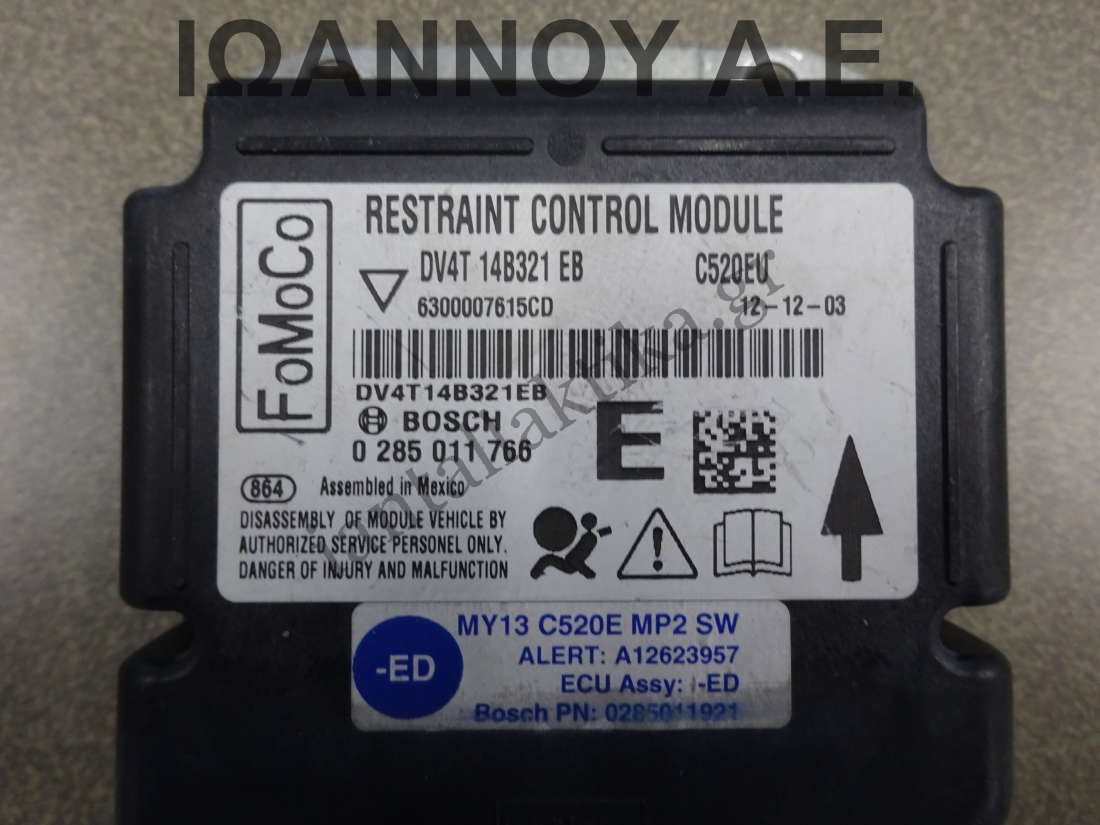 ΙΩΑΝΝΟΥ Α.Ε.
FoMoCo
RESTRAINT CONTROL MODULE
DV4T 14B321 EB C520EU
6300007615CD 12-12-03
DV4T14B321EB
BOSCH
E
0 285 011 766
864 Assembled in Mexico
DISASSEMBLY OF MODULE VEHICLE BY
AUTHORIZED SERVICE PERSONEL ONLY.
DANGER OF INJURY AND MALFUNCTION
-ED
MY13 C520E MP2 SW
ALERT: A12623957
ECU Assy: -ED
Bosch PN: 0285011921